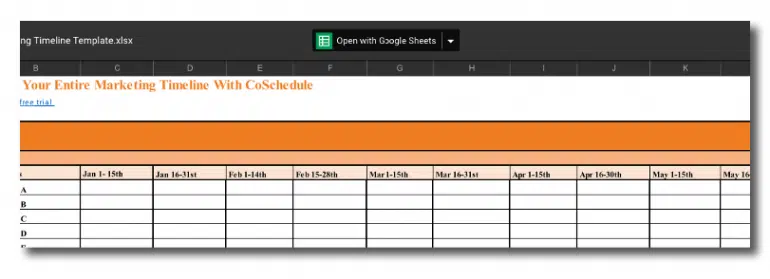 ng Timeline Template.xlsx
Open with Google Sheets
B C D E F G H I J K
Your Entire Marketing Timeline With CoSchedule
free trial.
s Jan 1- 15th Jan 16-31st Feb 1-14th Feb 15-28th Mar1-15th Mar 16-31st Apr 1-15th Apr 16-30th May 1-15th May 16
A
B
C
D